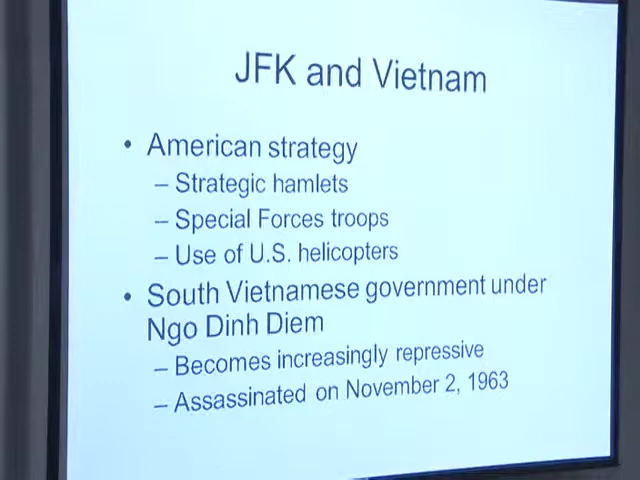 JFK and Vietnam
• American strategy
– Strategic hamlets
– Special Forces troops
– Use of U.S. helicopters
• South Vietnamese government under
Ngo Dinh Diem
– Becomes increasingly repressive
– Assassinated on November 2, 1963